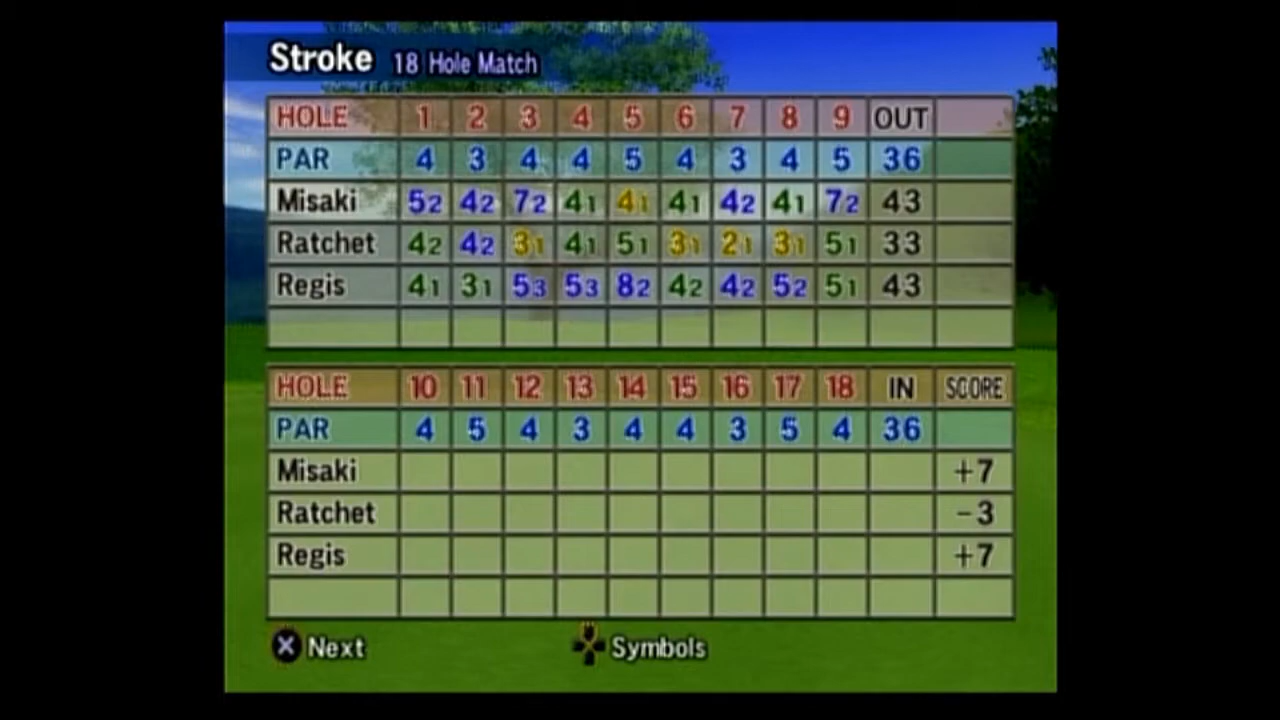 Stroke 18 Hole Match
HOLE 1 2 3 4 5 6 7 8 9 OUT
PAR 4 3 4 4 5 4 3 4 5 36
Misaki 52 42 72 41 41 41 42 41 72 43
Ratchet 42 42 31 41 51 31 21 31 51 33
Regis 41 31 53 53 82 42 42 52 51 43
HOLE 10 11 12 13 14 15 16 17 18 IN SCORE
PAR 4 5 4 3 4 4 3 5 4 36
Misaki +7
Ratchet -3
Regis +7
X Next Symbols